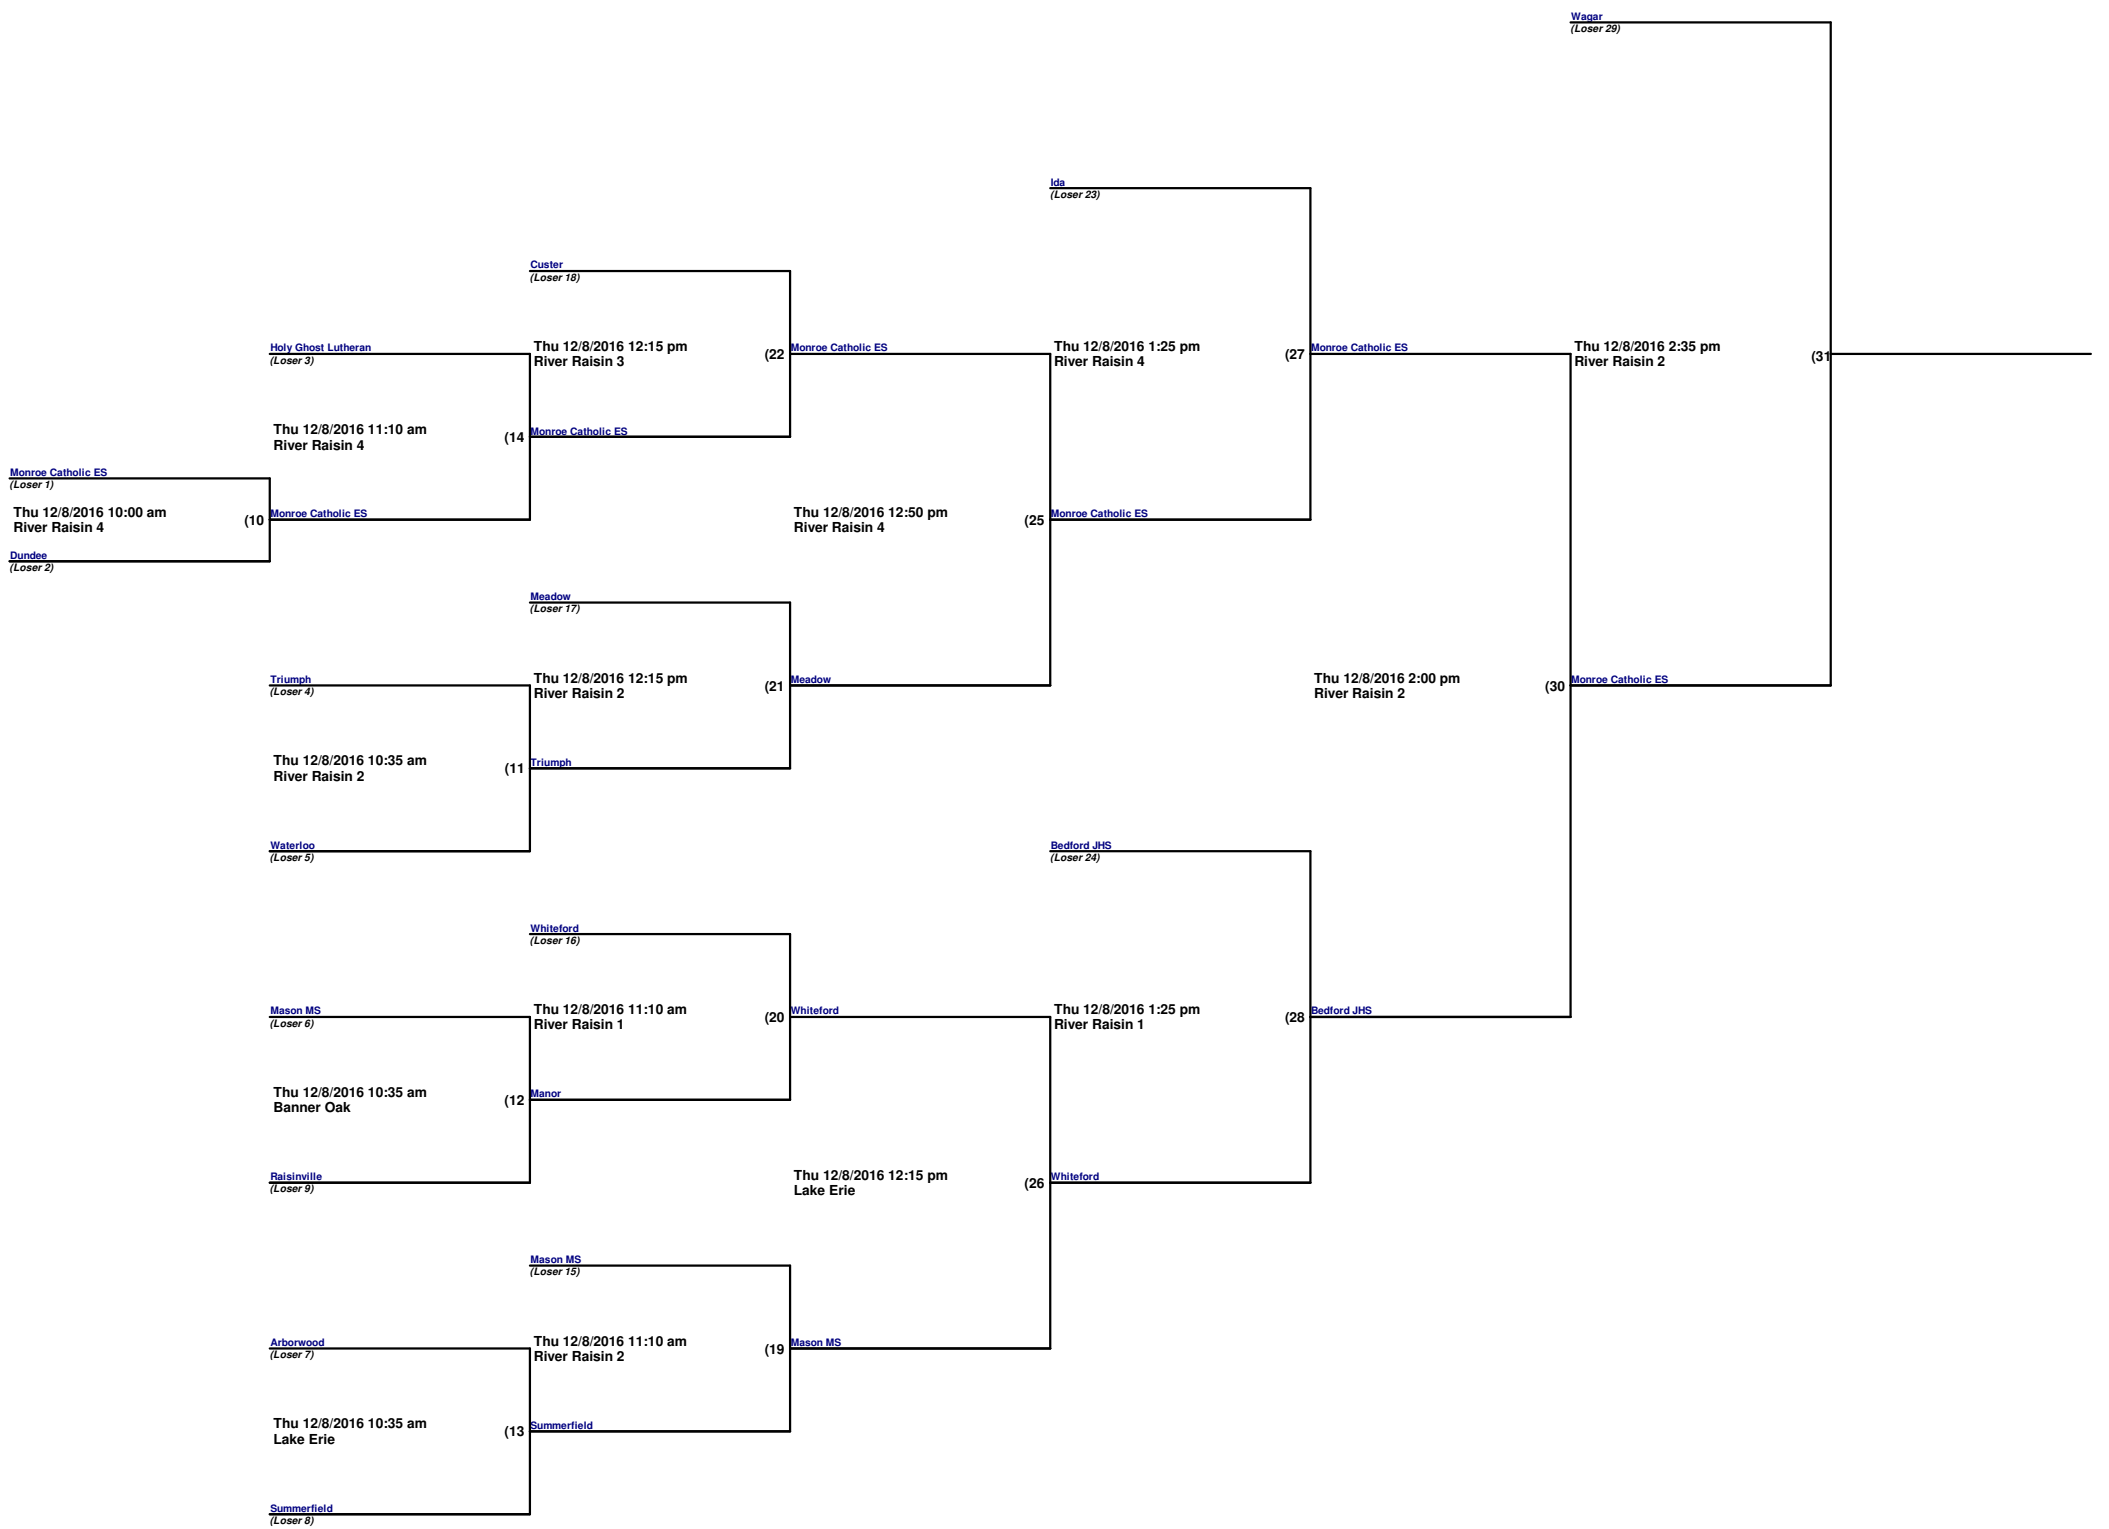 Wagar
(Loser 29)
Ida
(Loser 23)
Custer
(Loser 18)
Holy Ghost Lutheran
(Loser 3)
Thu 12/8/2016 12:15 pm
River Raisin 3
(22
Monroe Catholic ES
Thu 12/8/2016 1:25 pm
River Raisin 4
(27
Monroe Catholic ES
Thu 12/8/2016 2:35 pm
River Raisin 2
(31
Thu 12/8/2016 11:10 am
River Raisin 4
(14
Monroe Catholic ES
Monroe Catholic ES
(Loser 1)
Thu 12/8/2016 10:00 am
River Raisin 4
(10
Monroe Catholic ES
Thu 12/8/2016 12:50 pm
River Raisin 4
(25
Monroe Catholic ES
Dundee
(Loser 2)
Meadow
(Loser 17)
Triumph
(Loser 4)
Thu 12/8/2016 12:15 pm
River Raisin 2
(21
Meadow
Thu 12/8/2016 2:00 pm
River Raisin 2
(30
Monroe Catholic ES
Thu 12/8/2016 10:35 am
River Raisin 2
(11
Triumph
Waterloo
(Loser 5)
Bedford JHS
(Loser 24)
Whiteford
(Loser 16)
Mason MS
(Loser 6)
Thu 12/8/2016 11:10 am
River Raisin 1
(20
Whiteford
Thu 12/8/2016 1:25 pm
River Raisin 1
(28
Bedford JHS
Thu 12/8/2016 10:35 am
Banner Oak
(12
Manor
Raisinville
(Loser 9)
Thu 12/8/2016 12:15 pm
Lake Erie
(26
Whiteford
Mason MS
(Loser 15)
Arborwood
(Loser 7)
Thu 12/8/2016 11:10 am
River Raisin 2
(19
Mason MS
Thu 12/8/2016 10:35 am
Lake Erie
(13
Summerfield
Summerfield
(Loser 8)